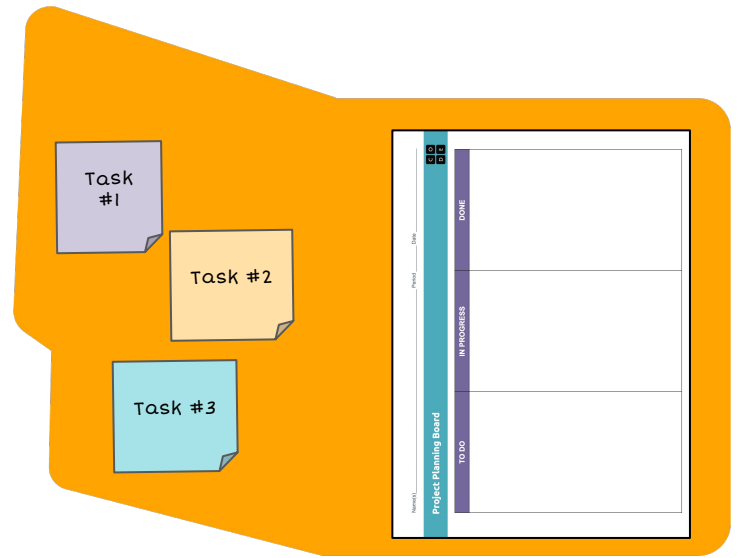 Task
#1
Task #2
Task #3
Name(s) Period Date
Project Planning Board
C O
D E
TO DO IN PROGRESS DONE